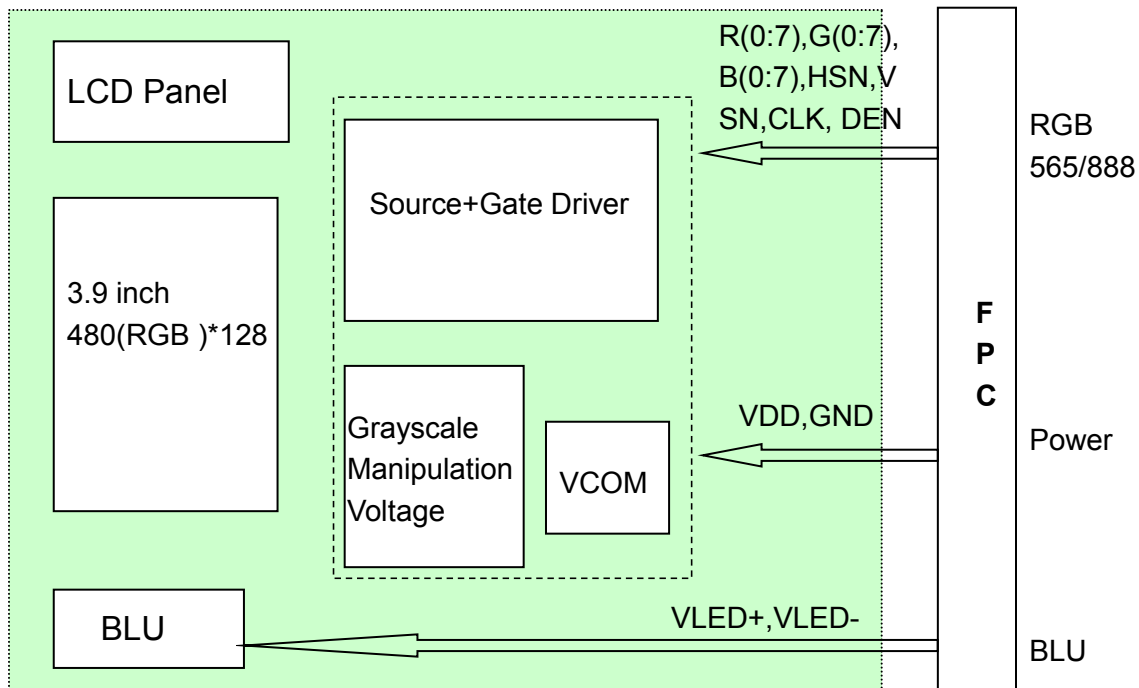 LCD Panel
3.9 inch
480(RGB )*128
BLU
Source+Gate Driver
Grayscale
Manipulation
Voltage
VCOM
R(0:7),G(0:7),
B(0:7),HSN,V
SN,CLK, DEN
VDD,GND
VLED+,VLED-
F
P
C
RGB
565/888
Power
BLU